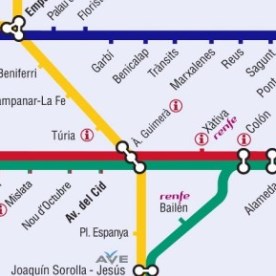 Palau
Florist
Garbí
Benicalap
Trànsits
Marxalenes
Reus
Sagunt
Pont
Beniferri
Campanar-La Fe
Túria
i
À. Guimerà
i
Xàtiva
renfe
i
Colón
i
Mislata
i
Nou d'Octubre
Av. del Cid
Alameda
renfe
Bailén
Pl. Espanya
AVE
Joaquín Sorolla - Jesús